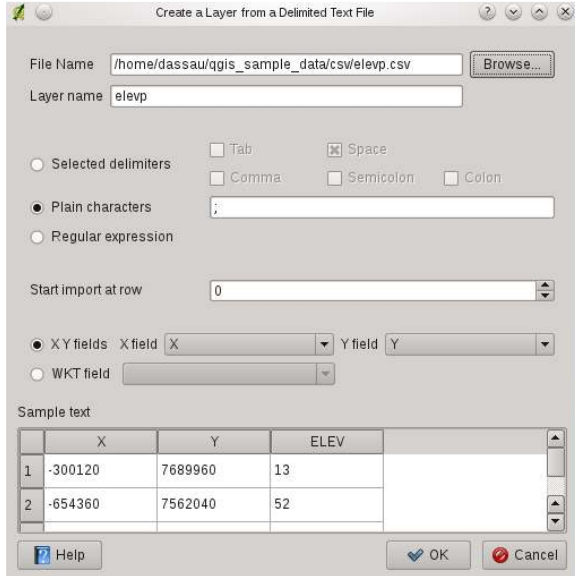 Create a Layer from a Delimited Text File
File Name /home/dassau/qgis_sample_data/csv/elevp.csv Browse...
Layer name elevp
Tab Space
Selected delimiters
Comma Semicolon Colon
Plain characters ;
Regular expression
Start import at row 0
X Y fields X field X Y field Y
WKT field
Sample text
X Y ELEV
1 -300120 7689960 13
2 -654360 7562040 52
Help OK Cancel